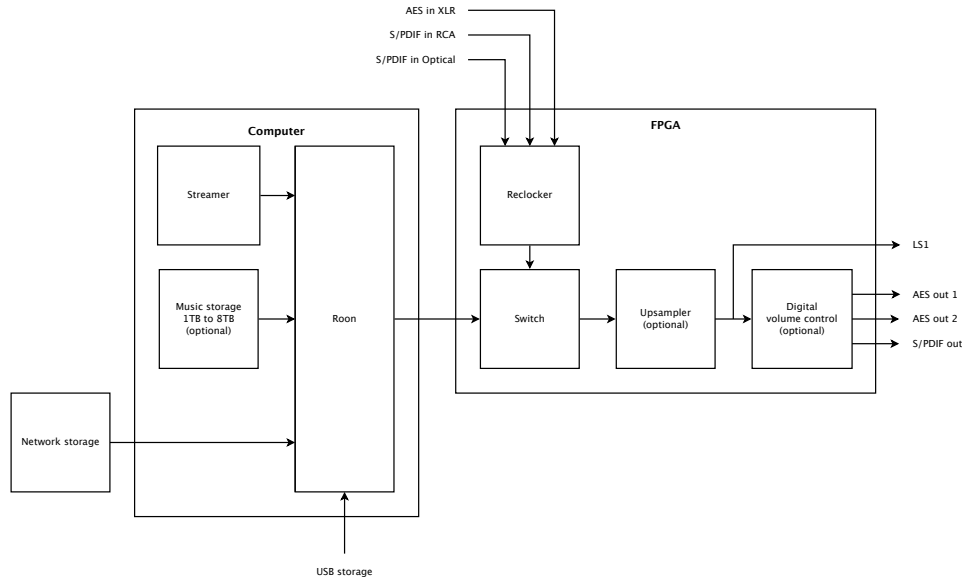 AES in XLR
S/PDIF in RCA
S/PDIF in Optical
Computer
FPGA
Streamer
Reclocker
LS1
Music storage
1TB to 8TB
(optional)
Roon
Switch
Upsampler
(optional)
Digital
volume control
(optional)
AES out 1
AES out 2
S/PDIF out
Network storage
USB storage